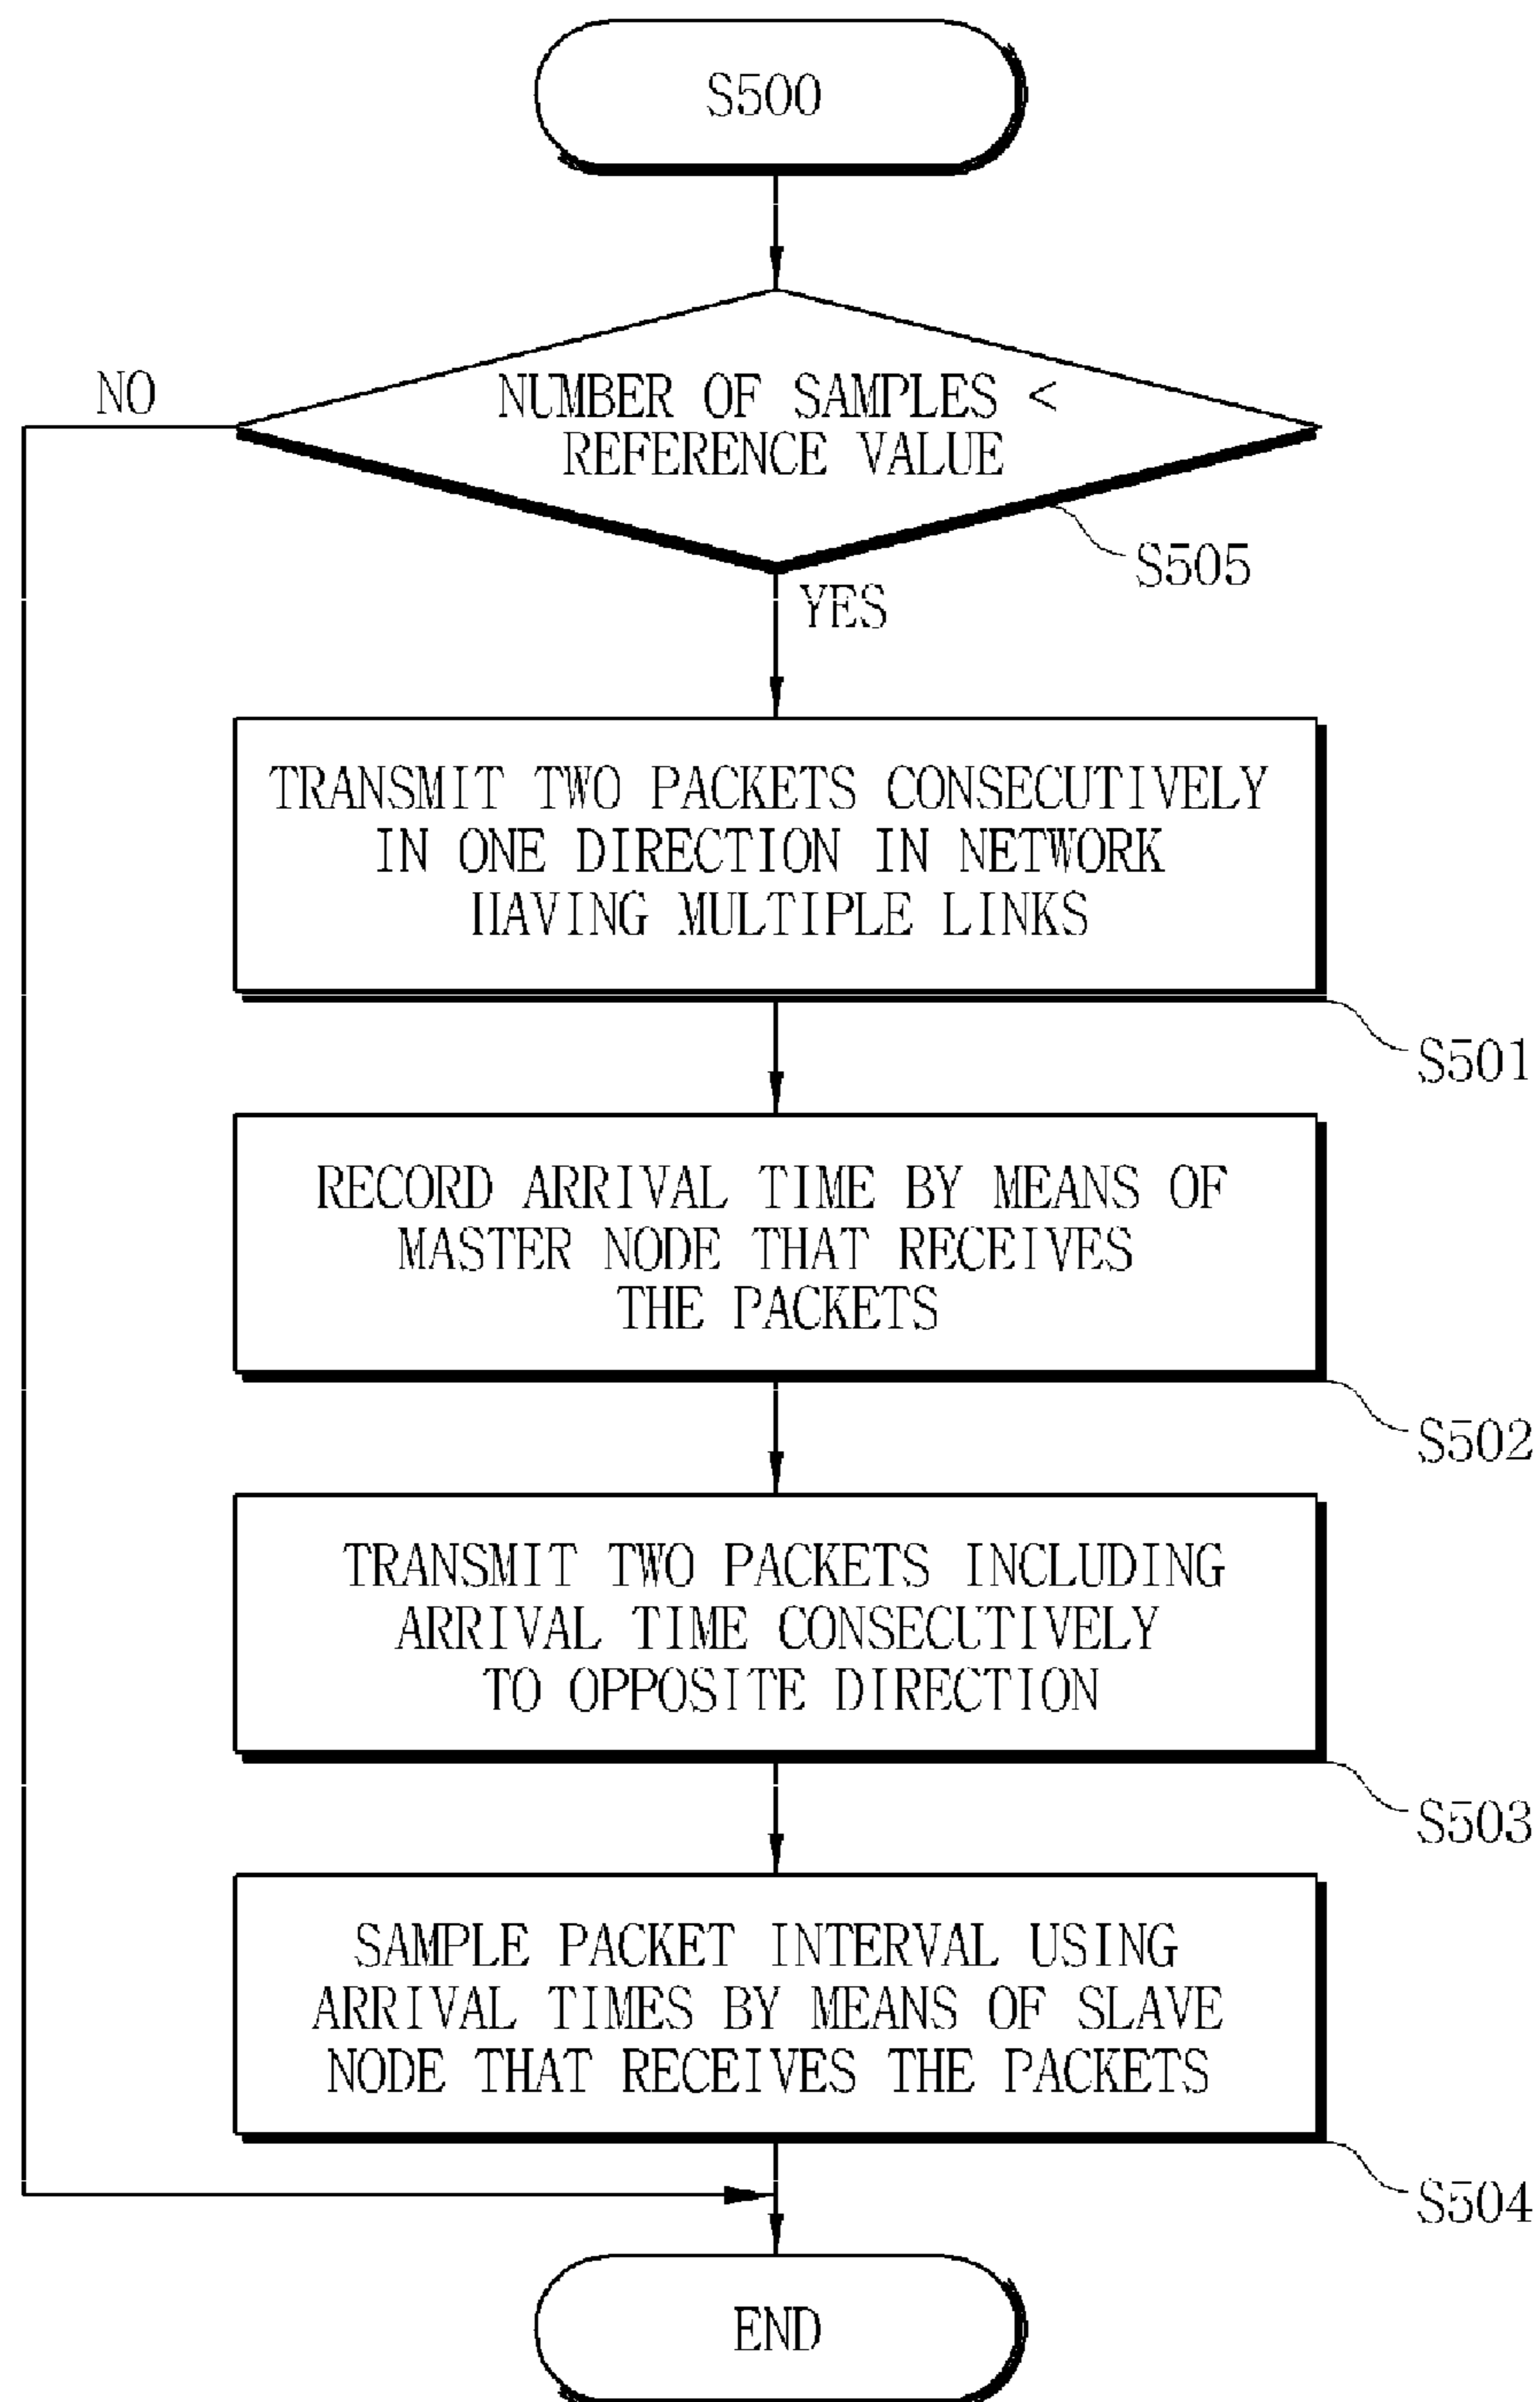 S500
NO
NUMBER OF SAMPLES <
REFERENCE VALUE
S505
YES
TRANSMIT TWO PACKETS CONSECUTIVELY
IN ONE DIRECTION IN NETWORK
HAVING MULTIPLE LINKS
S501
RECORD ARRIVAL TIME BY MEANS OF
MASTER NODE THAT RECEIVES
THE PACKETS
S502
TRANSMIT TWO PACKETS INCLUDING
ARRIVAL TIME CONSECUTIVELY
TO OPPOSITE DIRECTION
S503
SAMPLE PACKET INTERVAL USING
ARRIVAL TIMES BY MEANS OF SLAVE
NODE THAT RECEIVES THE PACKETS
S504
END